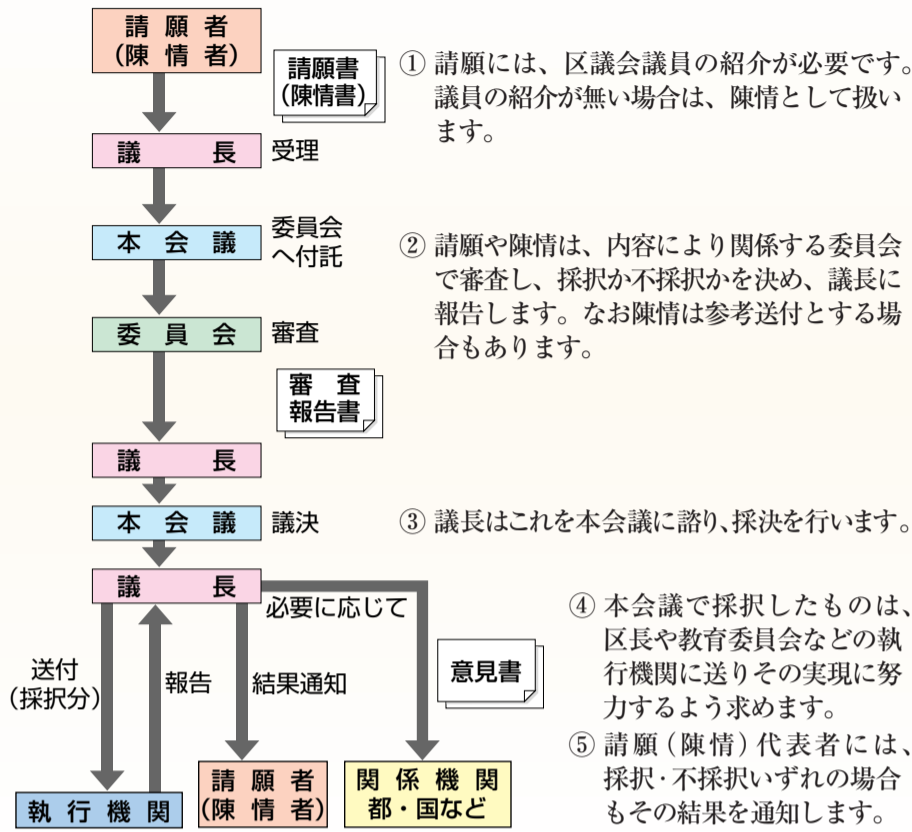 請願者
(陳情者)
請願書
(陳情書)
① 請願には、区議会議員の紹介が必要です。
議員の紹介が無い場合は、陳情として扱い
ます。
議長 受理
本会議 委員会
へ付託
② 請願や陳情は、内容により関係する委員会
で審査し、採択か不採択かを決め、議長に
報告します。なお陳情は参考送付とする場
合もあります。
委員会 審査
審査
報告書
議長
本会議 議決
③ 議長はこれを本会議に諮り、採決を行います。
議長
必要に応じて
送付
(採択分)
報告
結果通知
意見書
④ 本会議で採択したものは、
区長や教育委員会などの執
行機関に送りその実現に努
力するよう求めます。
⑤ 請願(陳情)代表者には、
採択・不採択いずれの場合
もその結果を通知します。
執行機関
請願者
(陳情者)
関係機関
都・国など